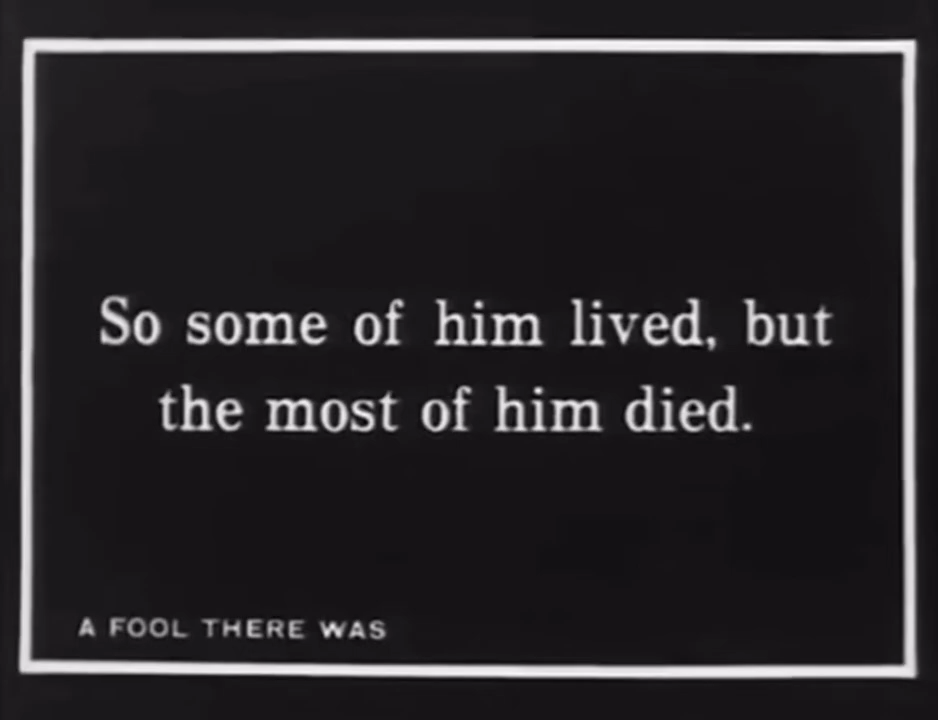 So some of him lived, but
the most of him died.
A FOOL THERE WAS